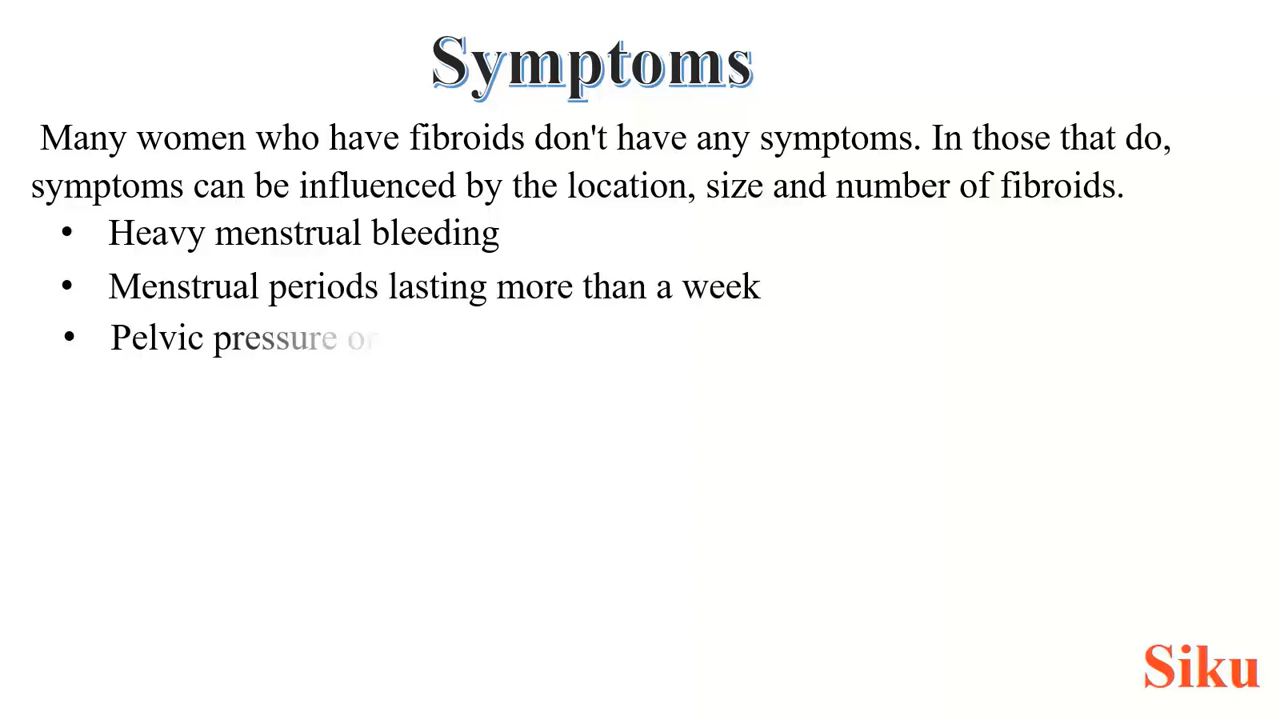 Symptoms
Many women who have fibroids don't have any symptoms. In those that do,
symptoms can be influenced by the location, size and number of fibroids.
• Heavy menstrual bleeding
• Menstrual periods lasting more than a week
• Pelvic pressure or
Siku